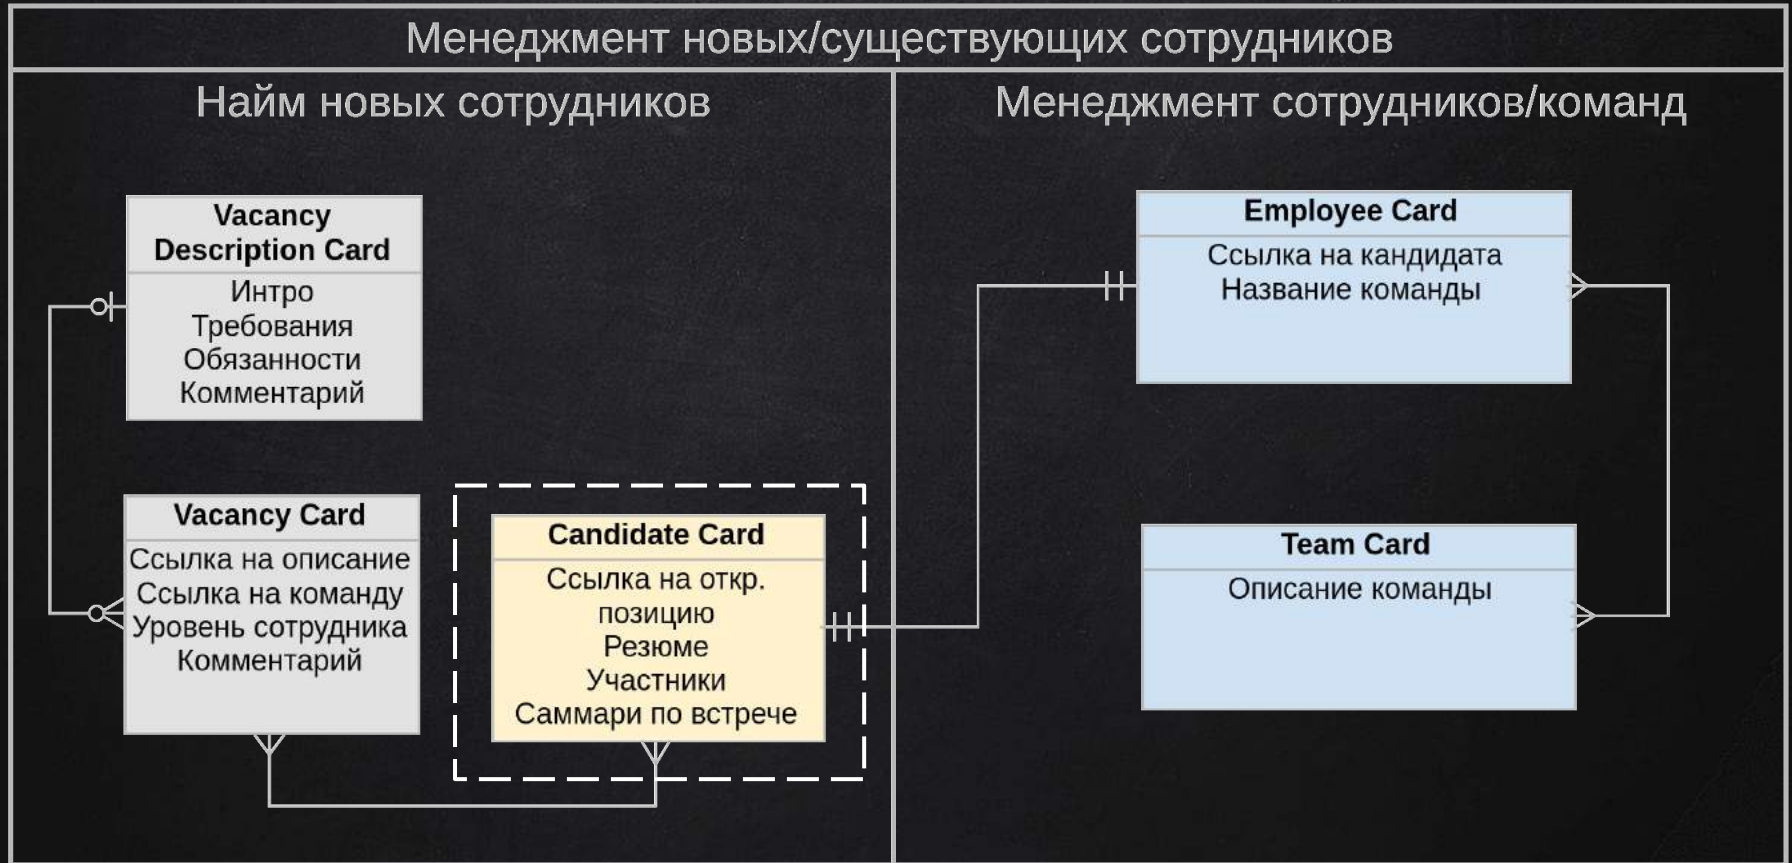 Менеджмент новых/существующих сотрудников
Найм новых сотрудников
Менеджмент сотрудников/команд
Vacancy
Description Card
Интро
Требования
Обязанности
Комментарий
Vacancy Card
Ссылка на описание
Ссылка на команду
Уровень сотрудника
Комментарий
Candidate Card
Ссылка на откр.
позицию
Резюме
Участники
Саммари по встрече
Employee Card
Ссылка на кандидата
Название команды
Team Card
Описание команды